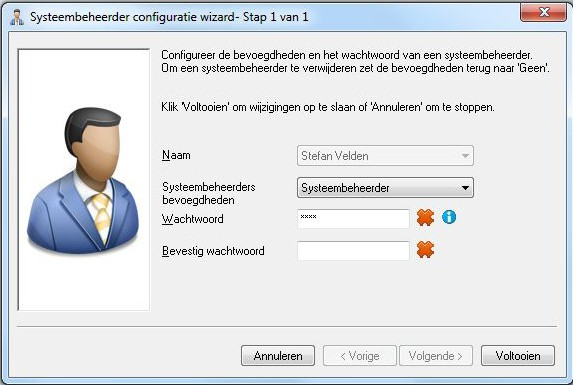 Systeembeheerder configuratie wizard- Stap 1 van 1
Configureer de bevoegdheden en het wachtwoord van een systeembeheerder.
Om een systeembeheerder te verwijderen zet de bevoegdheden terug naar 'Geen'.
Klik 'Voltooien' om wijzigingen op te slaan of 'Annuleren' om te stoppen.
Naam Stefan Velden
Systeembeheerders
bevoegdheden Systeembeheerder
Wachtwoord ****
Bevestig wachtwoord
Annuleren < Vorige Volgende > Voltooien